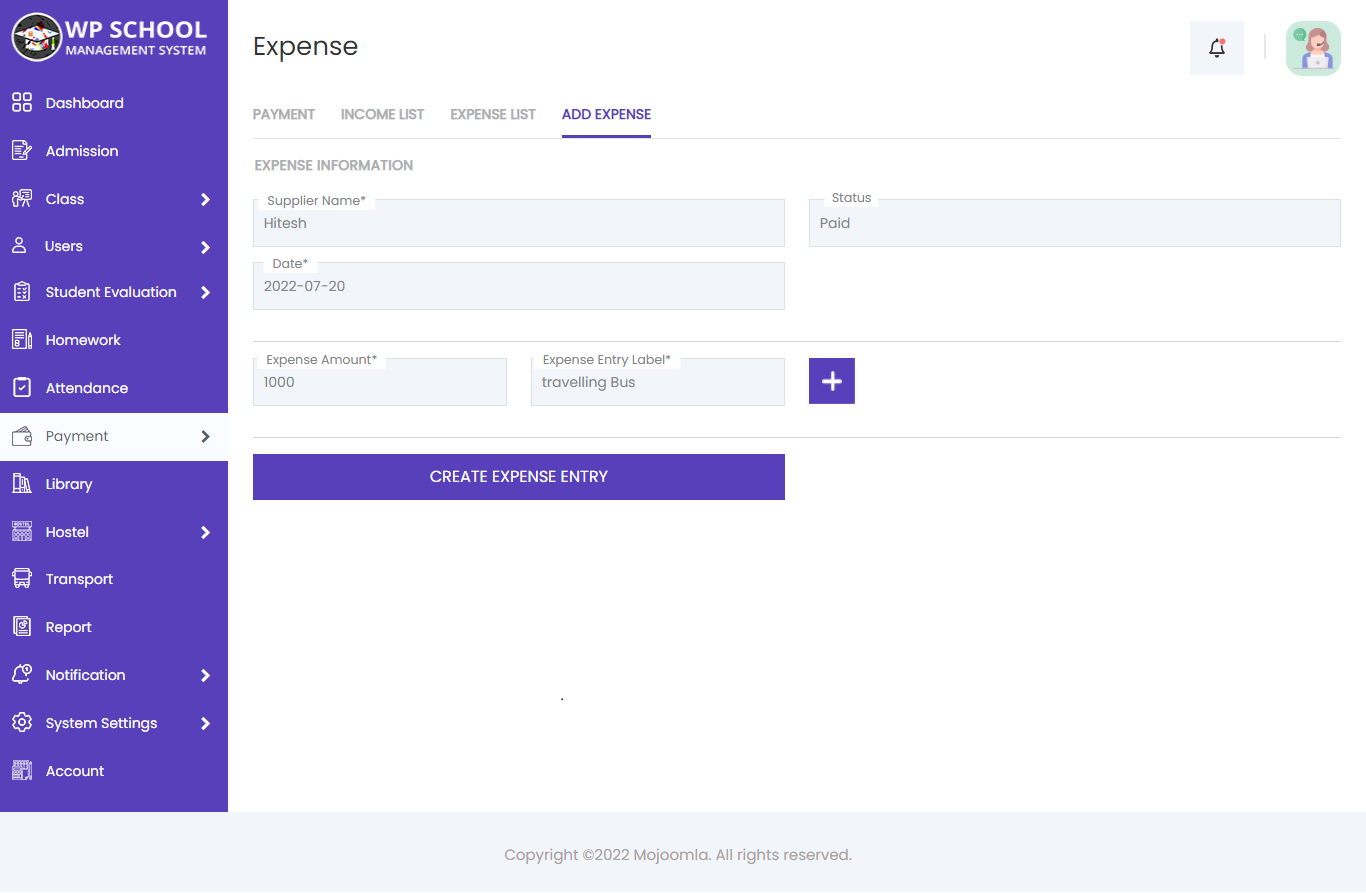 WP SCHOOL
MANAGEMENT SYSTEM
Dashboard
Admission
Class
Users
Student Evaluation
Homework
Attendance
Payment
Library
Hostel
Transport
Report
Notification
System Settings
Account
Expense
PAYMENT INCOME LIST EXPENSE LIST ADD EXPENSE
EXPENSE INFORMATION
Supplier Name*
Hitesh
Status
Paid
Date*
2022-07-20
Expense Amount*
1000
Expense Entry Label*
travelling Bus
CREATE EXPENSE ENTRY
.
Copyright ©2022 Mojoomla. All rights reserved.